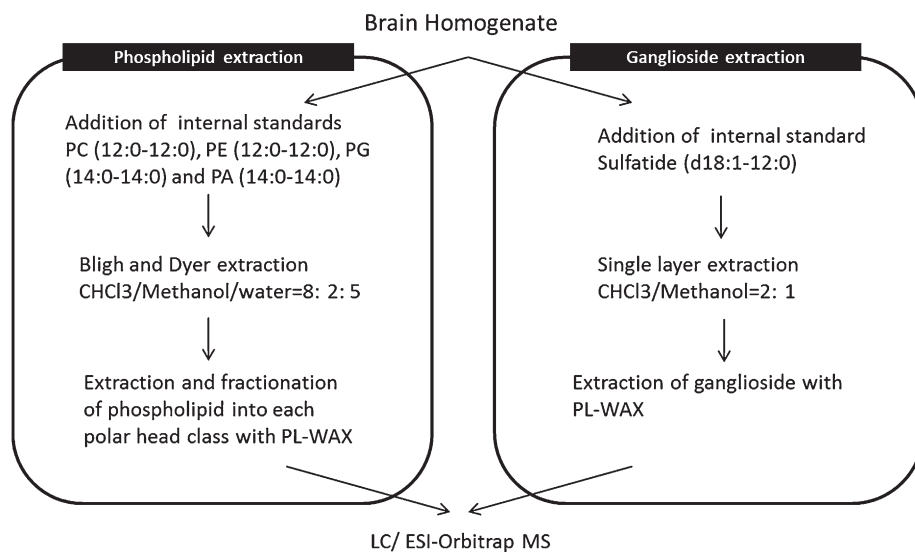 Brain Homogenate
Phospholipid extraction
Addition of internal standards
PC (12:0-12:0), PE (12:0-12:0), PG
(14:0-14:0) and PA (14:0-14:0)
Bligh and Dyer extraction
CHCl3/Methanol/water=8: 2: 5
Extraction and fractionation
of phospholipid into each
polar head class with PL-WAX
Ganglioside extraction
Addition of internal standard
Sulfatide (d18:1-12:0)
Single layer extraction
CHCl3/Methanol=2: 1
Extraction of ganglioside with
PL-WAX
LC/ ESI-Orbitrap MS